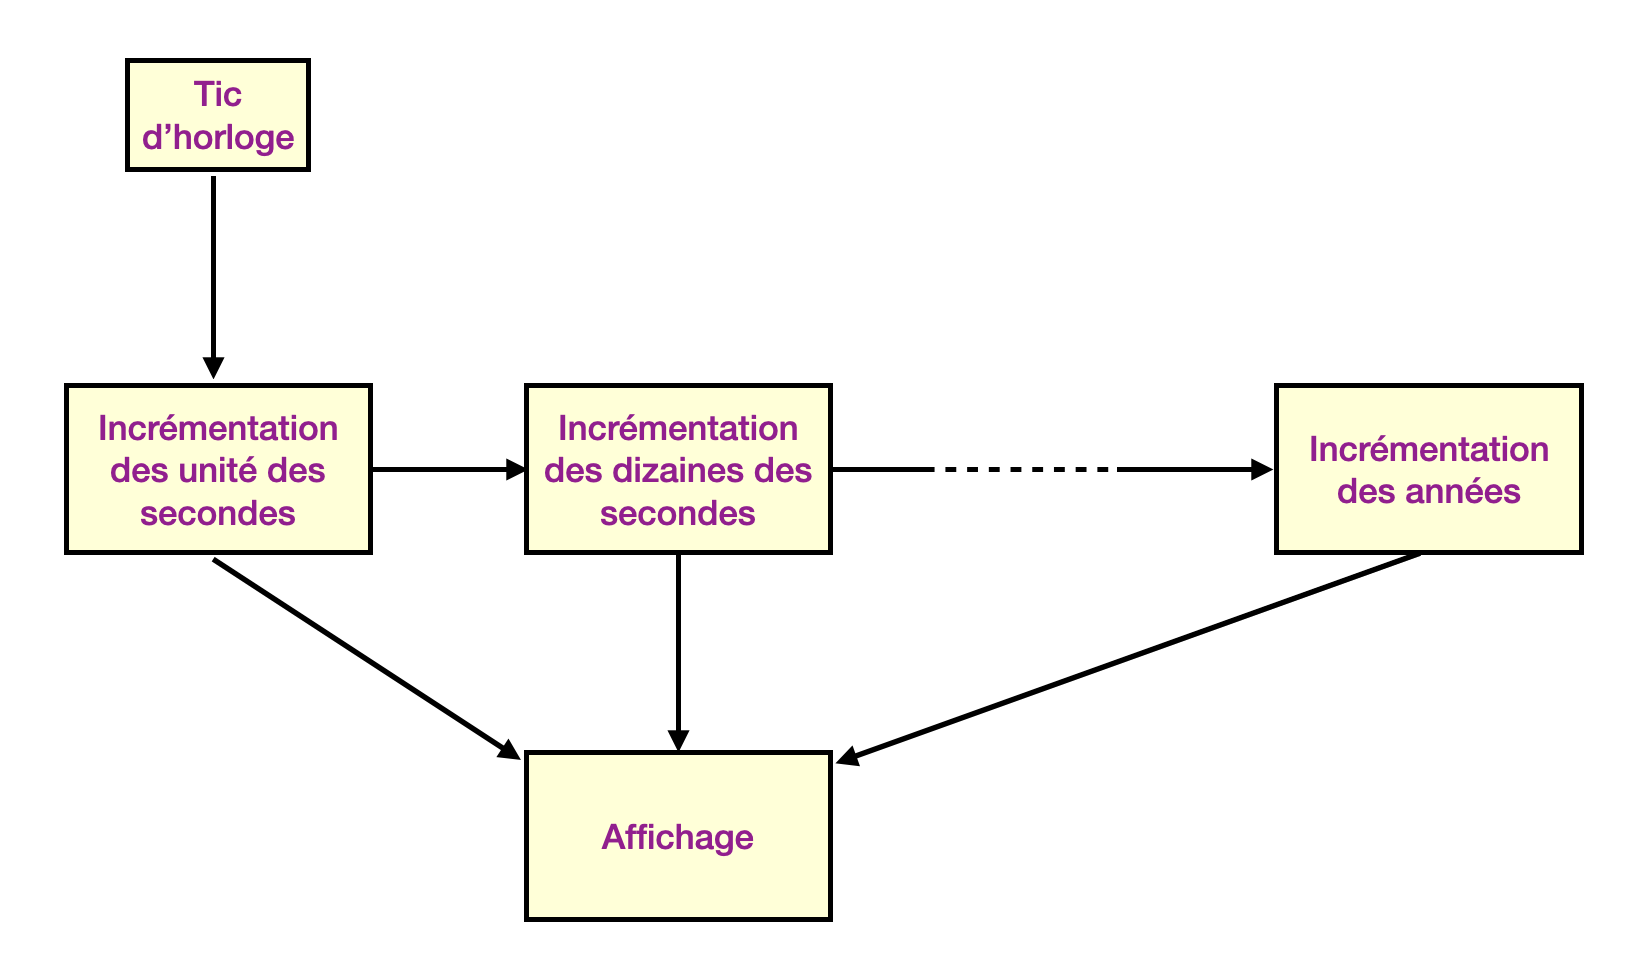 Tic
d’horloge
Incrémentation
des unité des
secondes
Incrémentation
des dizaines des
secondes
Incrémentation
des années
Affichage